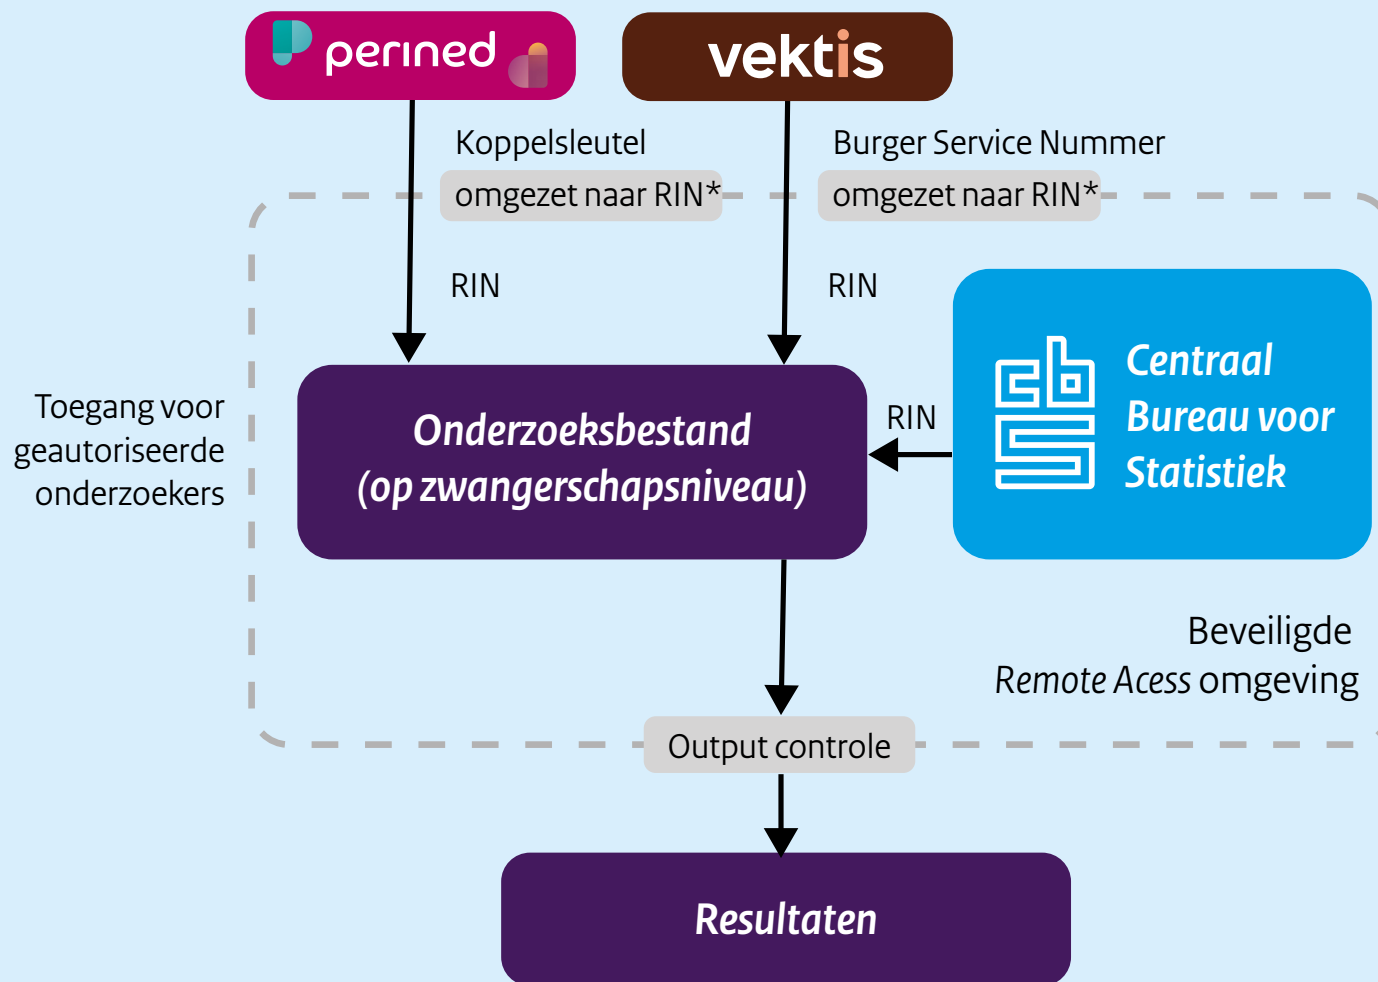 perined
vektis
Koppelsleutel
omgezet naar RIN*
Burger Service Nummer
omgezet naar RIN*
RIN
RIN
Toegang voor
geautoriseerde
onderzoekers
Onderzoeksbestand
(op zwangerschapsniveau)
RIN
cbs
Centraal
Bureau voor
Statistiek
Beveiligde
Remote Acess omgeving
Output controle
Resultaten